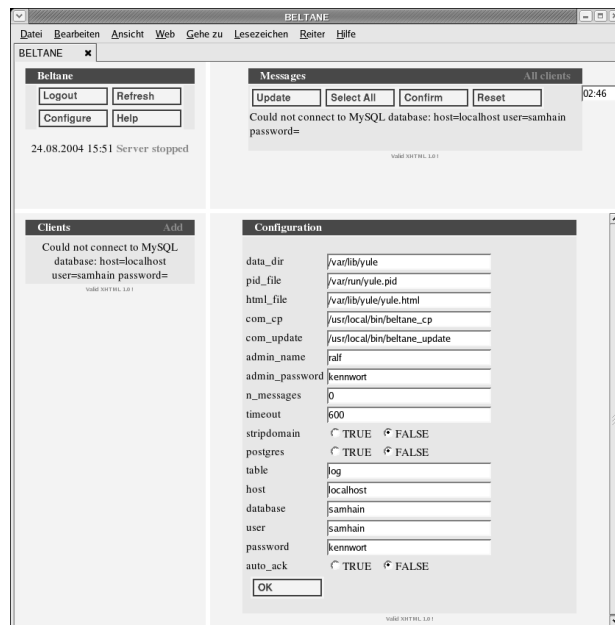 BELTANE
Datei Bearbeiten Ansicht Web Gehe zu Lesezeichen Reiter Hilfe
BELTANE
Beltane
Logout Refresh
Configure Help
24.08.2004 15:51 Server stopped
Messages All clients
Update Select All Confirm Reset
02:46
Could not connect to MySQL database: host=localhost user=samhain
password=
Valid XHTML 1.0 !
Clients Add
Could not connect to MySQL
database: host=localhost
user=samhain password=
Valid XHTML 1.0 !
Configuration
data_dir /var/lib/yule
pid_file /var/run/yule.pid
html_file /var/lib/yule/yule.html
com_cp /usr/local/bin/beltane_cp
com_update /usr/local/bin/beltane_update
admin_name ralf
admin_password kennwort
n_messages 0
timeout 600
stripdomain TRUE FALSE
postgres TRUE FALSE
table log
host localhost
database samhain
user samhain
password kennwort
auto_ack TRUE FALSE
OK
Valid XHTML 1.0 !